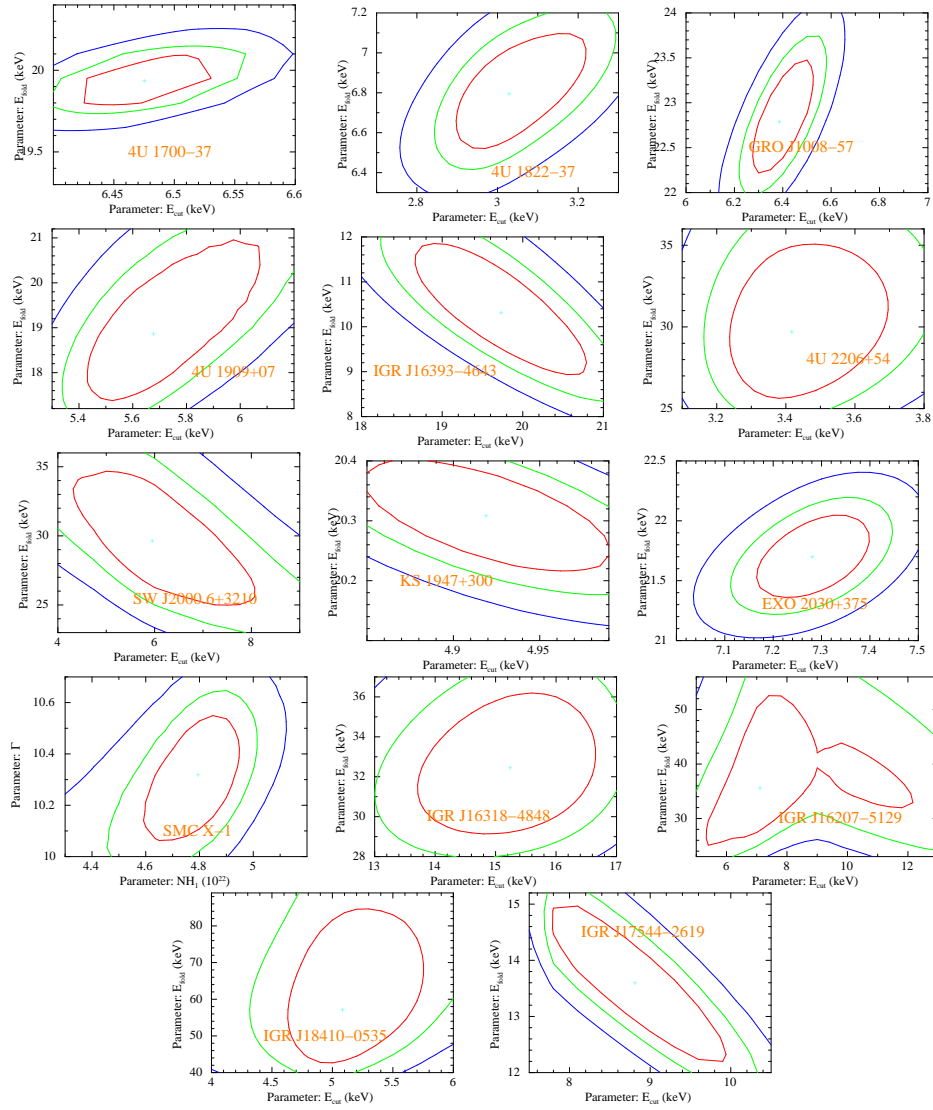 20
19.5
6.45 6.5 6.55 6.6
Parameter: E_cut (keV)
Parameter: E_fold (keV)
4U 1700−37
7.2
7
6.8
6.6
6.4
2.8 3 3.2
Parameter: E_cut (keV)
Parameter: E_fold (keV)
4U 1822−37
24
23.5
23
22.5
22
6 6.2 6.4 6.6 6.8 7
Parameter: E_cut (keV)
Parameter: E_fold (keV)
GRO J1008−57
21
20
19
18
5.4 5.6 5.8 6
Parameter: E_cut (keV)
Parameter: E_fold (keV)
4U 1909+07
12
11
10
9
8
18 19 20 21
Parameter: E_cut (keV)
Parameter: E_fold (keV)
IGR J16393−4643
35
30
25
3.2 3.4 3.6 3.8
Parameter: E_cut (keV)
Parameter: E_fold (keV)
4U 2206+54
35
30
25
4 6 8
Parameter: E_cut (keV)
Parameter: E_fold (keV)
SW J2000.6+3210
20.4
20.3
20.2
4.9 4.95
Parameter: E_cut (keV)
Parameter: E_fold (keV)
KS 1947+300
22.5
22
21.5
21
7.1 7.2 7.3 7.4 7.5
Parameter: E_cut (keV)
Parameter: E_fold (keV)
EXO 2030+375
10.6
10.4
10.2
10
4.4 4.6 4.8 5
Parameter: NH₁ (10²²)
Parameter: Γ
SMC X−1
36
34
32
30
28
13 14 15 16 17
Parameter: E_cut (keV)
Parameter: E_fold (keV)
IGR J16318−4848
50
40
30
6 8 10 12
Parameter: E_cut (keV)
Parameter: E_fold (keV)
IGR J16207−5129
80
70
60
50
40
4 4.5 5 5.5 6
Parameter: E_cut (keV)
Parameter: E_fold (keV)
IGR J18410−0535
15
14
13
12
8 9 10
Parameter: E_cut (keV)
Parameter: E_fold (keV)
IGR J17544−2619